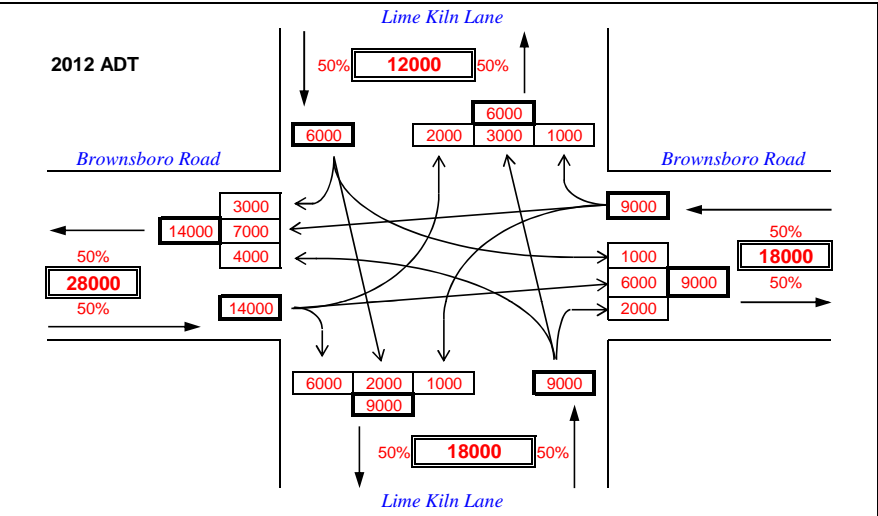 Lime Kiln Lane
2012 ADT
50% 12000 50%
6000
6000 2000 3000 1000
Brownsboro Road Brownsboro Road
3000 9000
14000 7000 50%
50% 4000 1000 18000
28000 6000 9000 50%
50% 14000 2000
6000 2000 1000 9000
9000
50% 18000 50%
Lime Kiln Lane